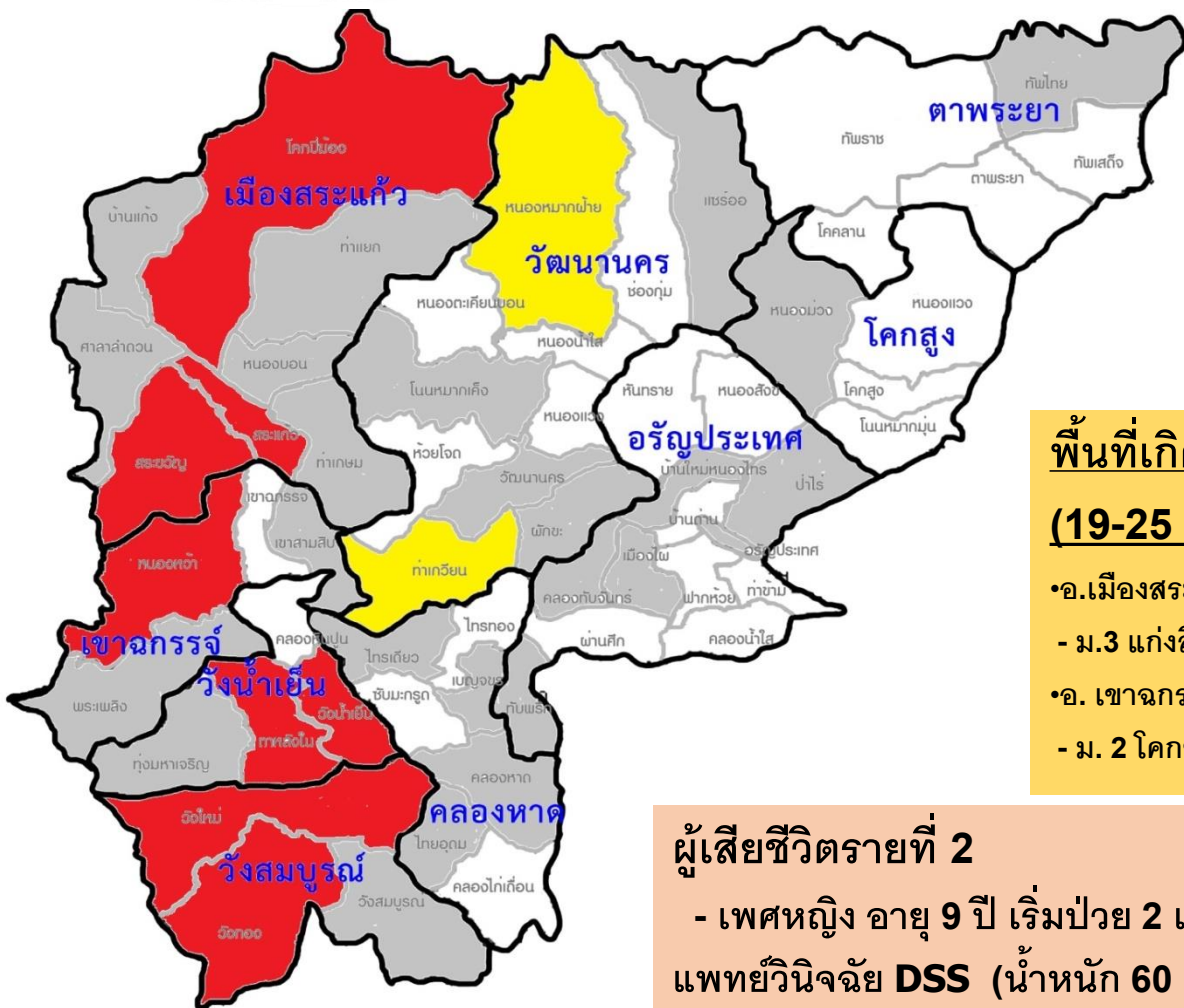 ทัพไทย
ตาพระยา
ทัพราช
ทัพเสด็จ
ตาพระยา
โคกปี่ฆ้อง
เมืองสระแก้ว
บ้านแก้ง
ท่าแยก
หนองหมากฝ้าย
แซร์ออ
โคคลาน
วัฒนานคร
ช่องกุ่ม
หนองตะเคียนบอน
หนองม่วง
หนองแวง
โคกสูง
ศาลาลำดวน
หนองบอน
หนองน้ำใส
โนนหมากเค็ง
หันทราย
หนองสังข์
โคกสูง
โนนหมากมุ่น
หนองแวง
อรัญประเทศ
สระแก้ว
สระขวัญ
ท่าเกษม
ห้วยโจด
วัฒนานคร
บ้านใหม่หนองไทร
ป่าไร่
เขาฉกรรจ์
เขาสามสิบ
ผักขะ
บ้านด่าน
เมืองไผ่
อรัญประเทศ
หนองหว้า
ท่าเกวียน
คลองทับจันทร์
ฟากห้วย
ท่าข้าม
ผ่านศึก
คลองน้ำใส
เขาฉกรรจ์
คลองหินปูน
ไทรทอง
ไทรเดี่ยว
เบญจขร
ซับมะกรูด
ทับพริก
วังน้ำเย็น
พระเพลิง
วังน้ำเย็น
ตาหลังใน
ทุ่งมหาเจริญ
คลองหาด
คลองหาด
วังใหม่
ไทยอุดม
วังสมบูรณ์
วังสมบูรณ์
คลองไก่เถื่อน
วังทอง
พื้นที่เกิด
(19-25
•อ.เมืองสระ
- ม.3 แก่งสี
•อ. เขาฉกร
- ม. 2 โคก
ผู้เสียชีวิตรายที่ 2
- เพศหญิง อายุ 9 ปี เริ่มป่วย 2 เ
แพทย์วินิจฉัย DSS (น้ำหนัก 60